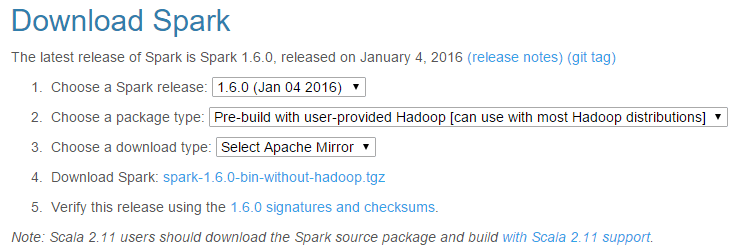 Download Spark
The latest release of Spark is Spark 1.6.0, released on January 4, 2016 (release notes) (git tag)
1. Choose a Spark release: 1.6.0 (Jan 04 2016)
2. Choose a package type: Pre-build with user-provided Hadoop [can use with most Hadoop distributions]
3. Choose a download type: Select Apache Mirror
4. Download Spark: spark-1.6.0-bin-without-hadoop.tgz
5. Verify this release using the 1.6.0 signatures and checksums.
Note: Scala 2.11 users should download the Spark source package and build with Scala 2.11 support.